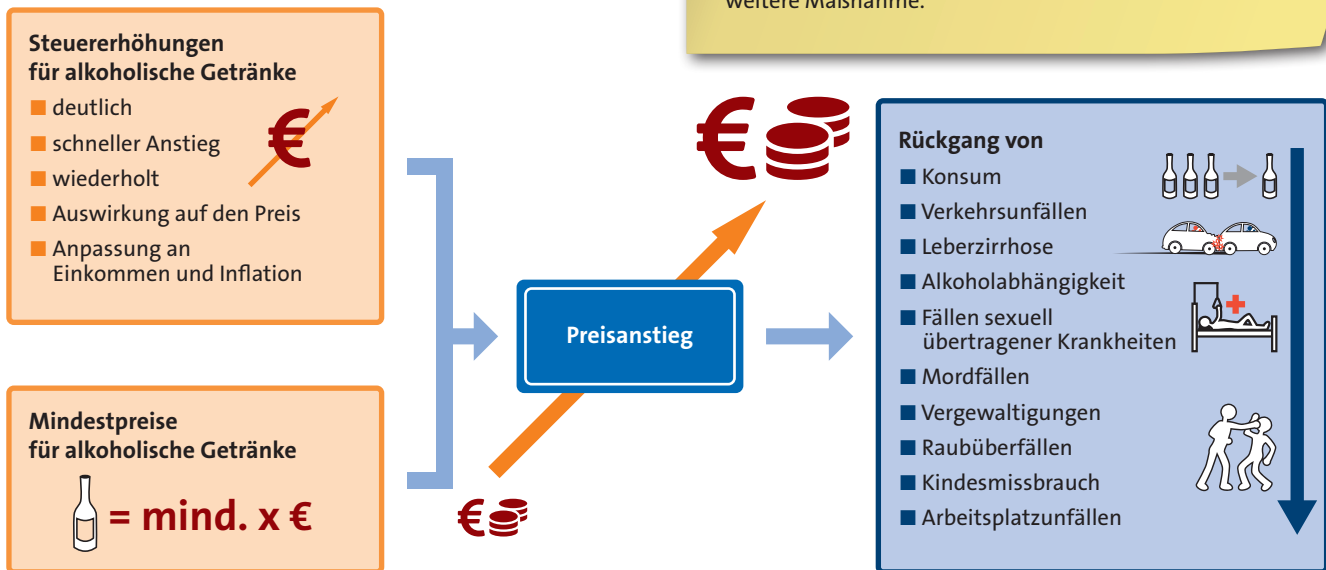 weitere Maßnahme.
Steuererhöhungen
für alkoholische Getränke
■ deutlich
■ schneller Anstieg
■ wiederholt
■ Auswirkung auf den Preis
■ Anpassung an
Einkommen und Inflation
€
Mindestpreise
für alkoholische Getränke
= mind. x €
€
Preisanstieg
€
Rückgang von
■ Konsum
■ Verkehrsunfällen
■ Leberzirrhose
■ Alkoholabhängigkeit
■ Fällen sexuell
übertragener Krankheiten
■ Mordfällen
■ Vergewaltigungen
■ Raubüberfällen
■ Kindesmissbrauch
■ Arbeitsplatzunfällen